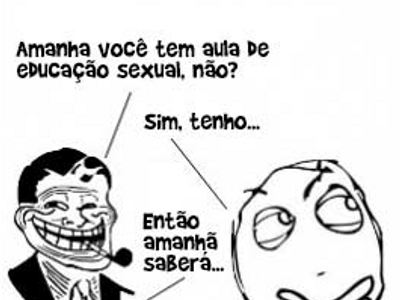 Amanha você tem aula de
educação sexual, não?
Sim, tenho...
Então
amanhã
saberá...